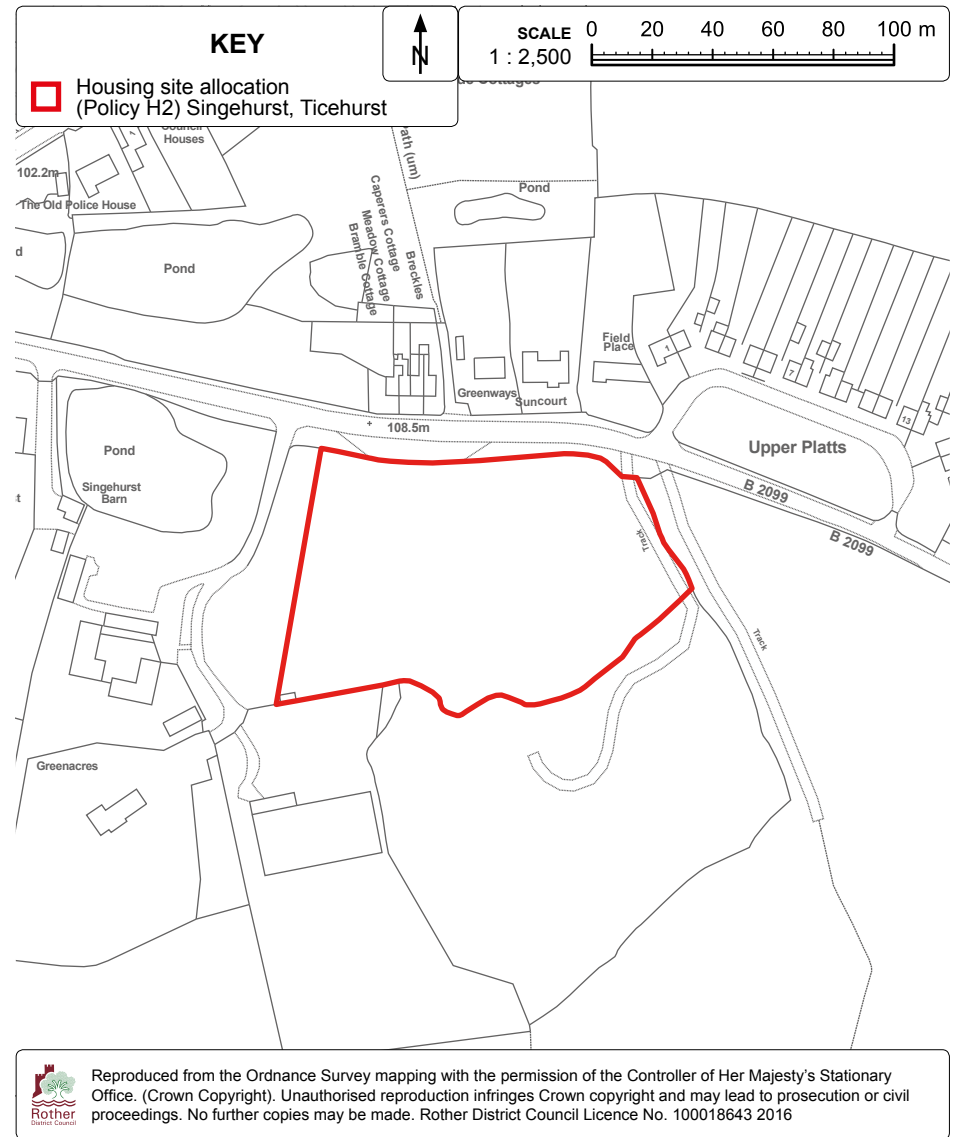 KEY
Housing site allocation
(Policy H2) Singehurst, Ticehurst
N
SCALE
1 : 2,500
0 20 40 60 80 100 m
Cottages
Houses
1
102.2m
The Old Police House
Path (um)
Pond
d
Pond
Caperers Cottage
Meadow Cottage
Bramble Cottage
Breckles
Field
Place
1
7
13
Greenways
Suncourt
108.5m
Upper Platts
B 2099
B 2099
Pond
Singehurst
Barn
t
Track
Track
Greenacres
Rother
District Council
Reproduced from the Ordnance Survey mapping with the permission of the Controller of Her Majesty's Stationary
Office. (Crown Copyright). Unauthorised reproduction infringes Crown copyright and may lead to prosecution or civil
proceedings. No further copies may be made. Rother District Council Licence No. 100018643 2016